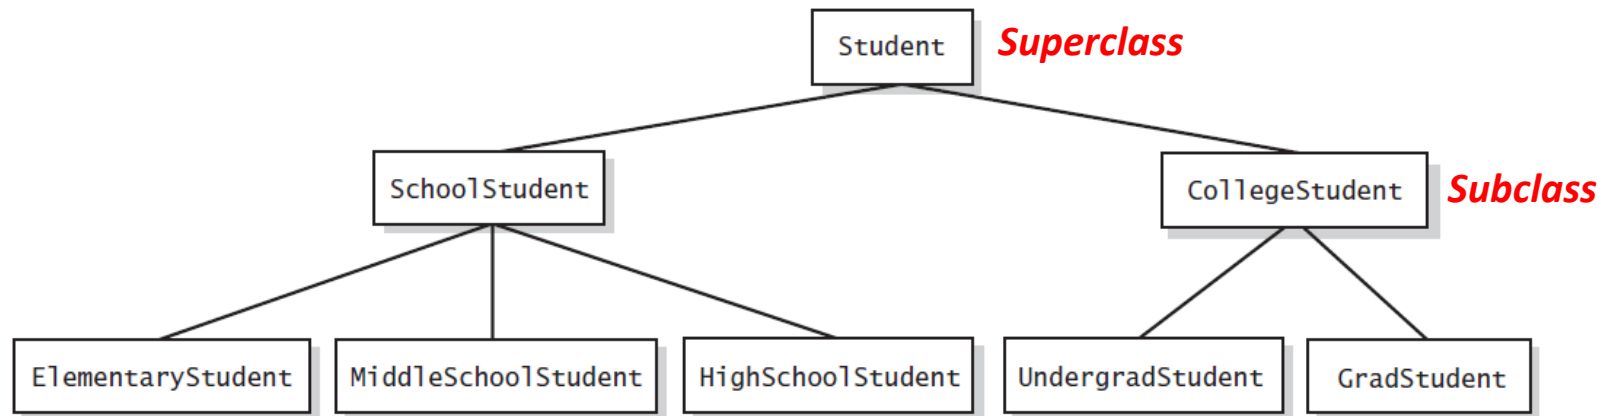 Student
Superclass
SchoolStudent
CollegeStudent
Subclass
ElementaryStudent
MiddleSchoolStudent
HighSchoolStudent
UndergradStudent
GradStudent